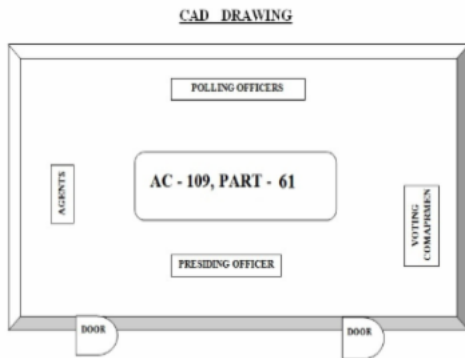 CAD DRAWING
POLLING OFFICERS
AGENTS
AC - 109, PART - 61
VOTING
COMAPRMEN
PRESIDING OFFICER
DOOR
DOOR